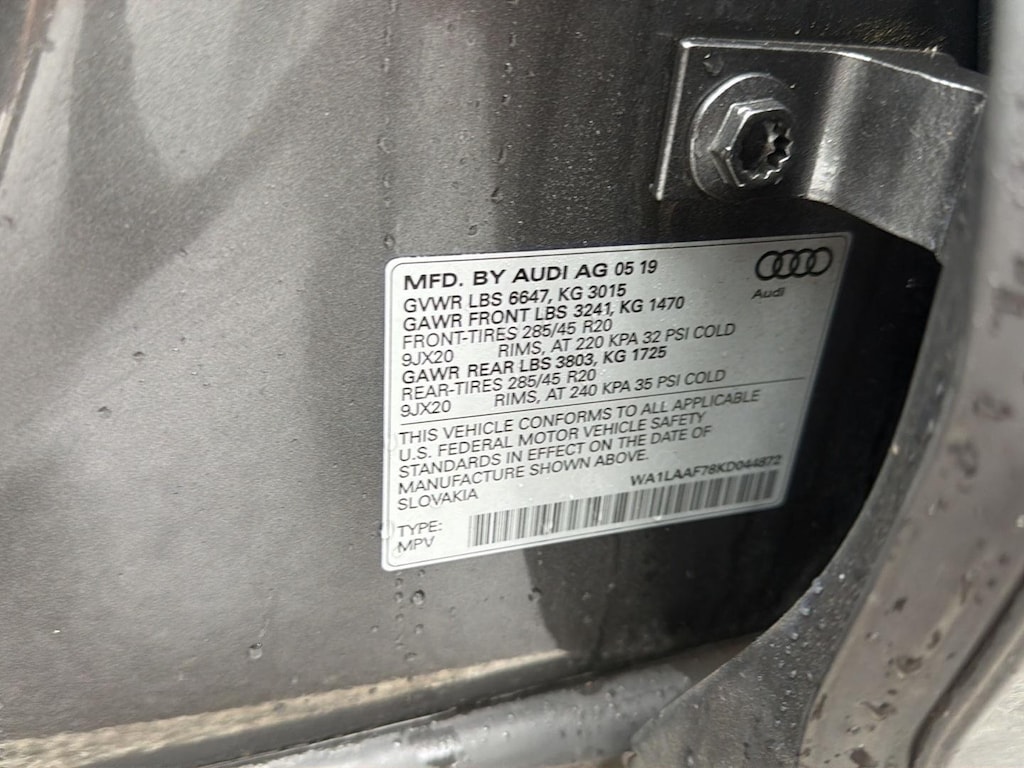 MFD. BY AUDI AG 05 19
Audi
GVWR LBS 6647, KG 3015
GAWR FRONT LBS 3241, KG 1470
FRONT-TIRES 285/45 R20
9JX20 RIMS, AT 220 KPA 32 PSI COLD
GAWR REAR LBS 3803, KG 1725
REAR-TIRES 285/45 R20
9JX20 RIMS, AT 240 KPA 35 PSI COLD
THIS VEHICLE CONFORMS TO ALL APPLICABLE
U.S. FEDERAL MOTOR VEHICLE SAFETY
STANDARDS IN EFFECT ON THE DATE OF
MANUFACTURE SHOWN ABOVE.
SLOVAKIA WA1LAAF78KD044872
TYPE:
MPV